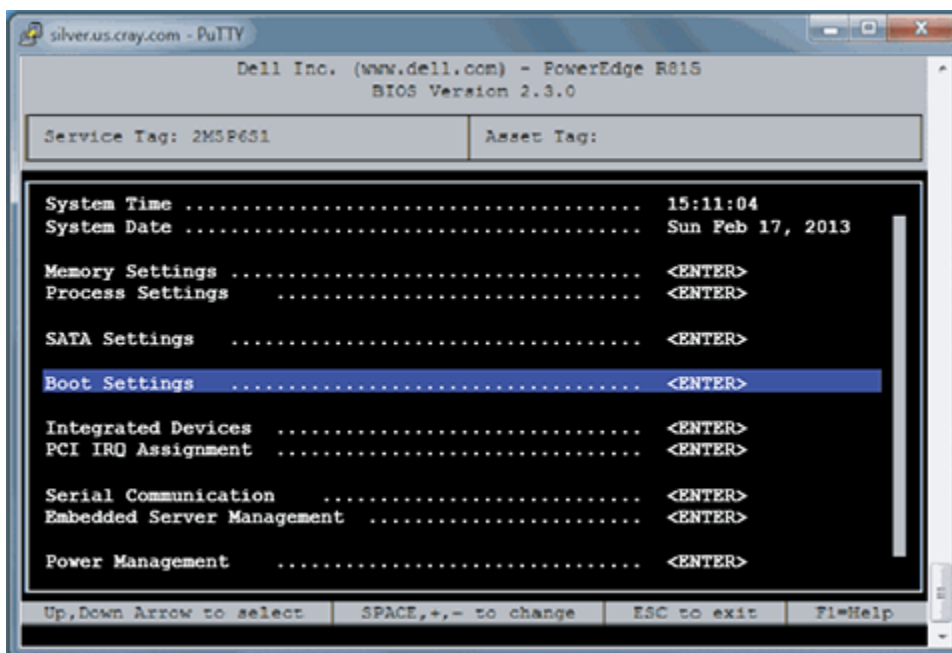 silver.us.cray.com - PuTTY
Dell Inc. (www.dell.com) - PowerEdge R815
BIOS Version 2.3.0
Service Tag: 2M5P6S1 Asset Tag:
System Time ........................................ 15:11:04
System Date ......................................... Sun Feb 17, 2013
Memory Settings .................................... <ENTER>
Process Settings ................................ <ENTER>
SATA Settings .................................... <ENTER>
Boot Settings .................................... <ENTER>
Integrated Devices ................................ <ENTER>
PCI IRQ Assignment ................................ <ENTER>
Serial Communication ............................ <ENTER>
Embedded Server Management ........................ <ENTER>
Power Management ................................ <ENTER>
Up,Down Arrow to select SPACE,+,- to change ESC to exit F1=Help